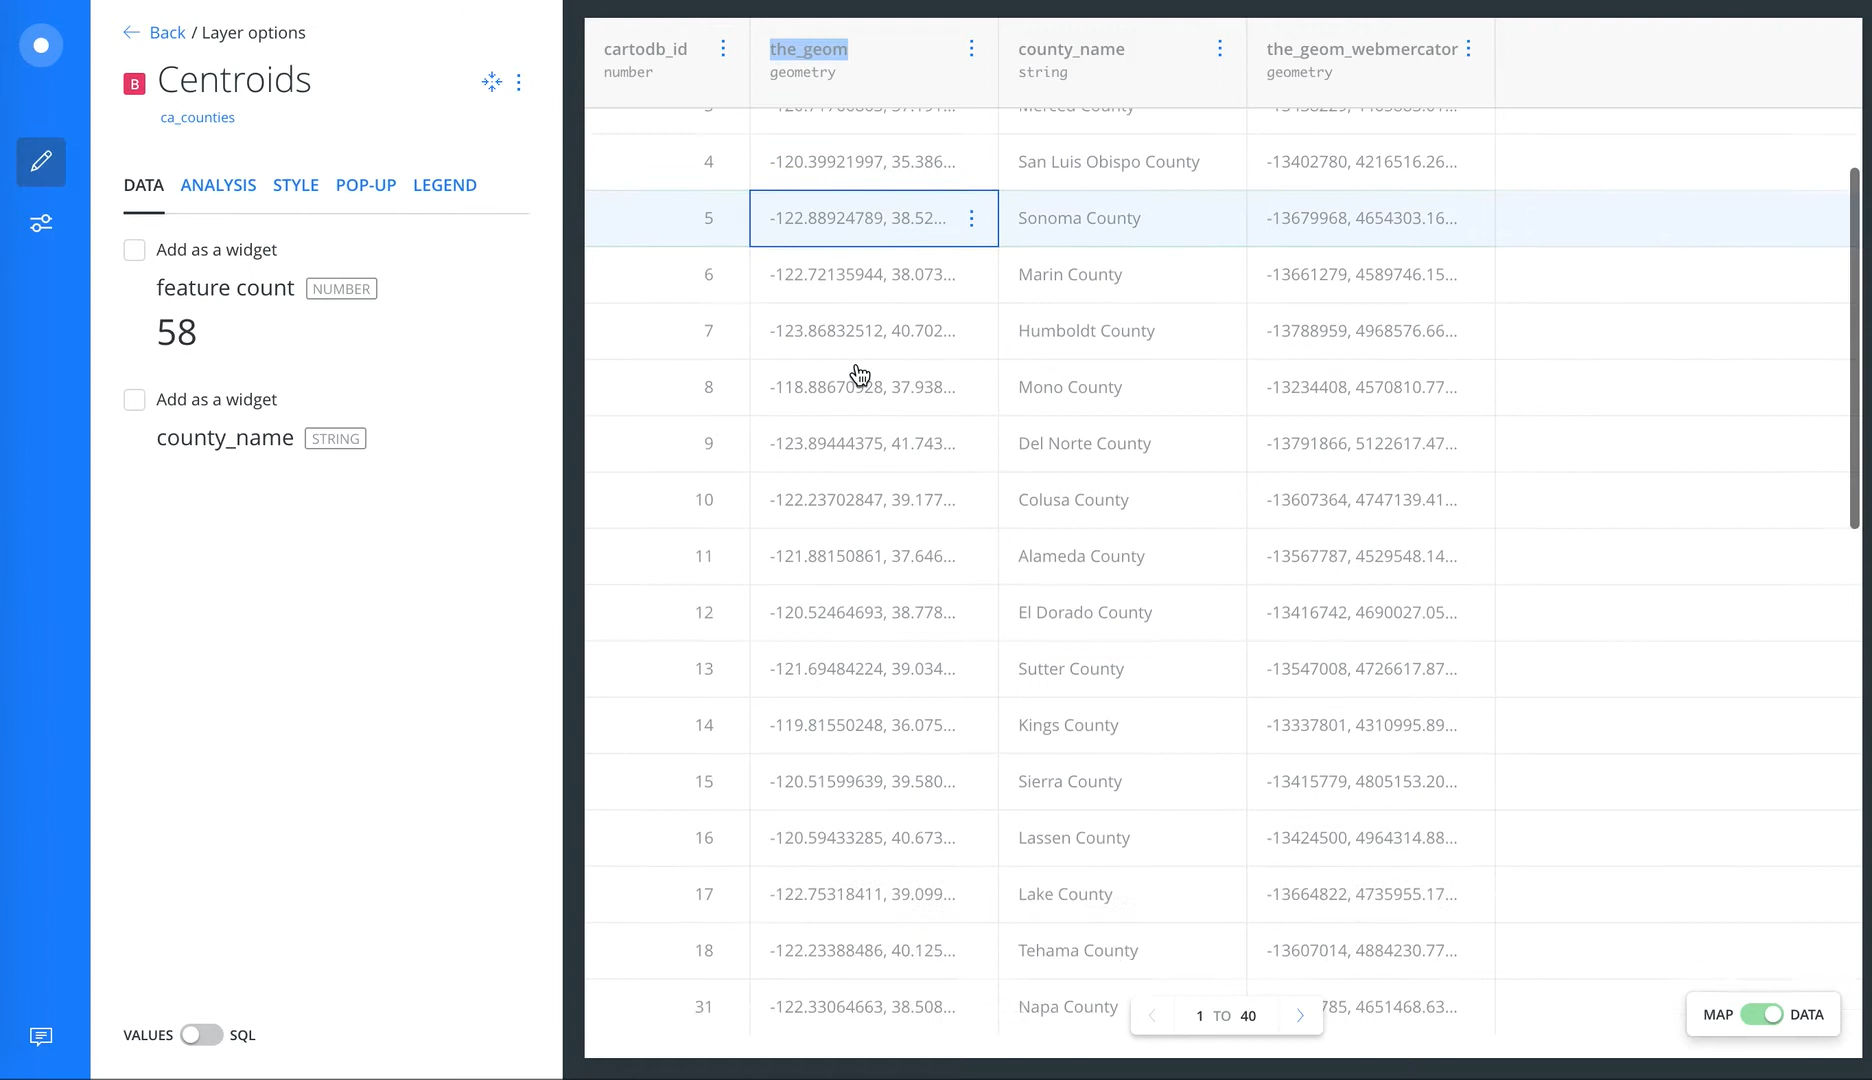 Back / Layer options
B Centroids
ca_counties
DATA ANALYSIS STYLE POP-UP LEGEND
Add as a widget
feature count NUMBER
58
Add as a widget
county_name STRING
VALUES SQL
cartodb_id the_geom county_name the_geom_webmercator
number geometry string geometry
4 -120.39921997, 35.386... San Luis Obispo County -13402780, 4216516.26...
5 -122.88924789, 38.52... Sonoma County -13679968, 4654303.16...
6 -122.72135944, 38.073... Marin County -13661279, 4589746.15...
7 -123.86832512, 40.702... Humboldt County -13788959, 4968576.66...
8 37.938... Mono County -13234408, 4570810.77...
9 -123.89444375, 41.743... Del Norte County -13791866, 5122617.47...
10 -122.23702847, 39.177... Colusa County -13607364, 4747139.41...
11 -121.88150861, 37.646... Alameda County -13567787, 4529548.14...
12 -120.52464693, 38.778... El Dorado County -13416742, 4690027.05...
13 -121.69484224, 39.034... Sutter County -13547008, 4726617.87...
14 -119.81550248, 36.075... Kings County -13337801, 4310995.89...
15 -120.51599639, 39.580... Sierra County -13415779, 4805153.20...
16 -120.59433285, 40.673... Lassen County -13424500, 4964314.88...
17 -122.75318411, 39.099... Lake County -13664822, 4735955.17...
18 -122.23388486, 40.125... Tehama County -13607014, 4884230.77...
31 -122.33064663, 38.508... Napa County 785, 4651468.63...
1 TO 40
MAP DATA